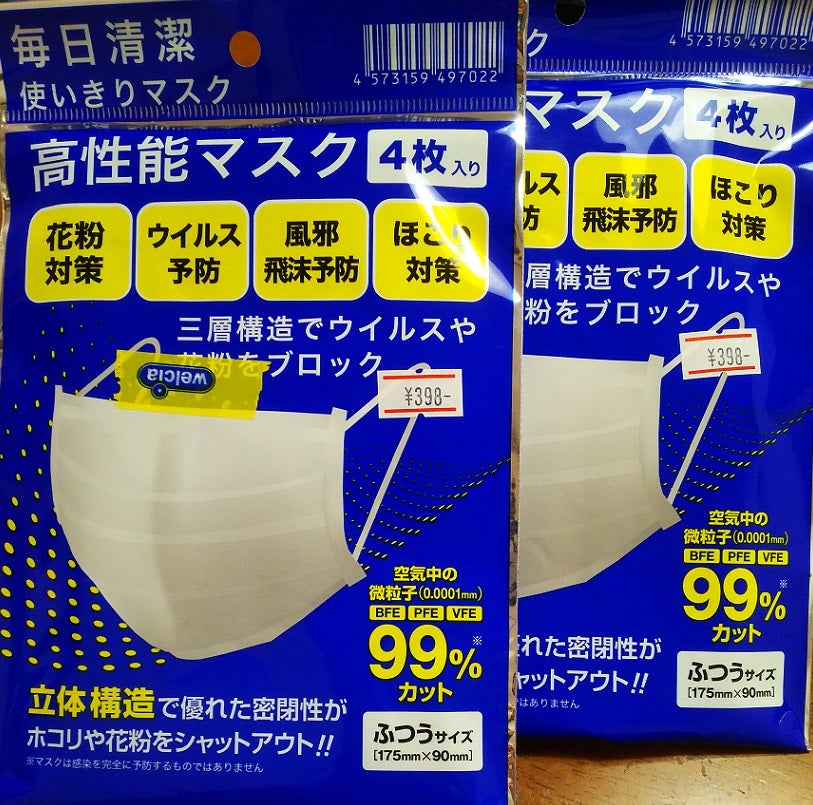 毎日清潔
使いきりマスク
4 573159 497022
高性能マスク
4枚入り
花粉
対策
ウイルス
予防
風邪
飛沫予防
ほこり
対策
三層構造でウイルスや
花粉をブロック
welcia
¥398-
空気中の
微粒子(0.0001mm)
BFE PFE VFE
99%※
カット
立体構造で優れた密閉性が
ホコリや花粉をシャットアウト!!
※マスクは感染を完全に予防するものではありません
ふつうサイズ
[175mm×90mm]
ク
4 573159 497022
マスク
4枚入り
ルス
防
風邪
飛沫予防
ほこり
対策
層構造でウイルスや
粉をブロック
¥398-
空気中の
微粒子(0.0001mm)
BFE PFE VFE
99%※
カット
れた密閉性が
ャットアウト!!
はありません
ふつうサイズ
[175mm×90mm]